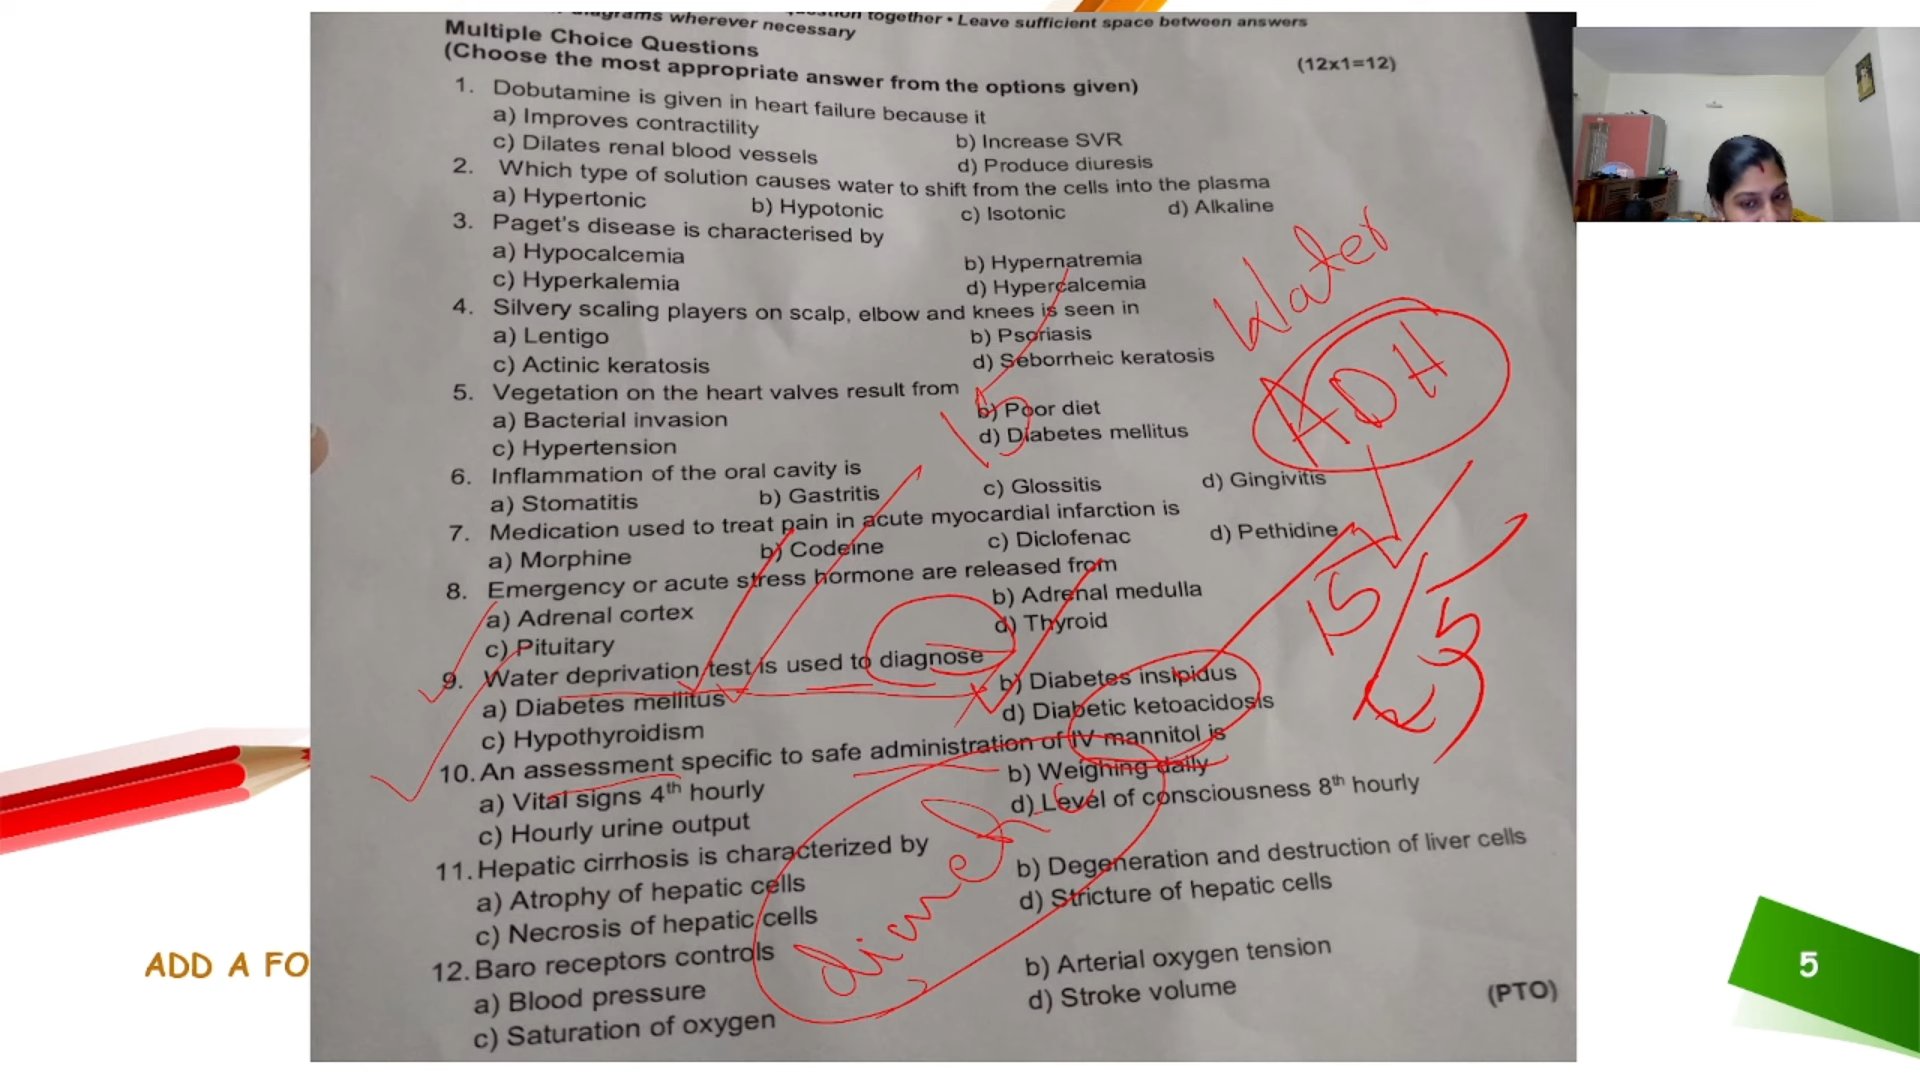 diagrams wherever necessary
question together • Leave sufficient space between answers
Multiple Choice Questions
(Choose the most appropriate answer from the options given)
(12x1=12)
1. Dobutamine is given in heart failure because it
a) Improves contractility
b) Increase SVR
c) Dilates renal blood vessels
d) Produce diuresis
2. Which type of solution causes water to shift from the cells into the plasma
a) Hypertonic b) Hypotonic c) Isotonic d) Alkaline
3. Paget's disease is characterised by
a) Hypocalcemia b) Hypernatremia
c) Hyperkalemia d) Hypercalcemia
4. Silvery scaling players on scalp, elbow and knees is seen in
a) Lentigo b) Psoriasis
c) Actinic keratosis d) Seborrheic keratosis
5. Vegetation on the heart valves result from
a) Bacterial invasion b) Poor diet
c) Hypertension d) Diabetes mellitus
6. Inflammation of the oral cavity is
a) Stomatitis b) Gastritis c) Glossitis d) Gingivitis
7. Medication used to treat pain in acute myocardial infarction is
a) Morphine b) Codeine c) Diclofenac d) Pethidine
8. Emergency or acute stress hormone are released from
a) Adrenal cortex b) Adrenal medulla
c) Pituitary d) Thyroid
9. Water deprivation test is used to diagnose
a) Diabetes mellitus b) Diabetes insipidus
c) Hypothyroidism d) Diabetic ketoacidosis
10. An assessment specific to safe administration of IV mannitol is
a) Vital signs 4th hourly b) Weighing daily
c) Hourly urine output d) Level of consciousness 8th hourly
11. Hepatic cirrhosis is characterized by
a) Atrophy of hepatic cells b) Degeneration and destruction of liver cells
c) Necrosis of hepatic cells d) Stricture of hepatic cells
12. Baro receptors controls
a) Blood pressure b) Arterial oxygen tension
c) Saturation of oxygen d) Stroke volume
(PTO)
Water
ADH
15
15
5
diuretic
ADD A FO
5